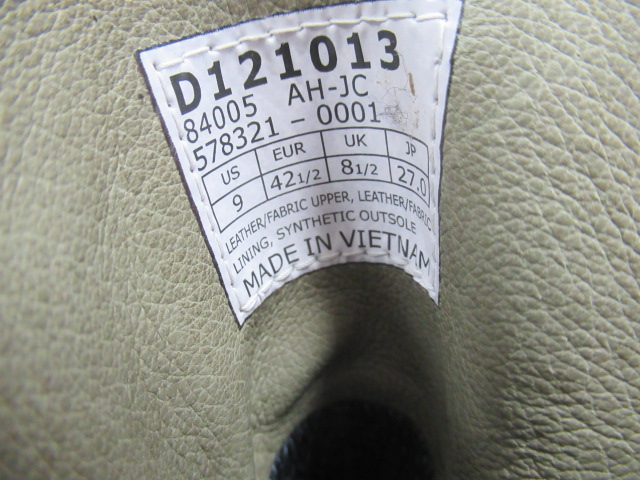 D121013
84005 AH-JC
578321-0001
US EUR UK JP
9 42 1/2 8 1/2 27.0
LEATHER/FABRIC UPPER, LEATHER/FABRIC
LINING, SYNTHETIC OUTSOLE
MADE IN VIETNAM